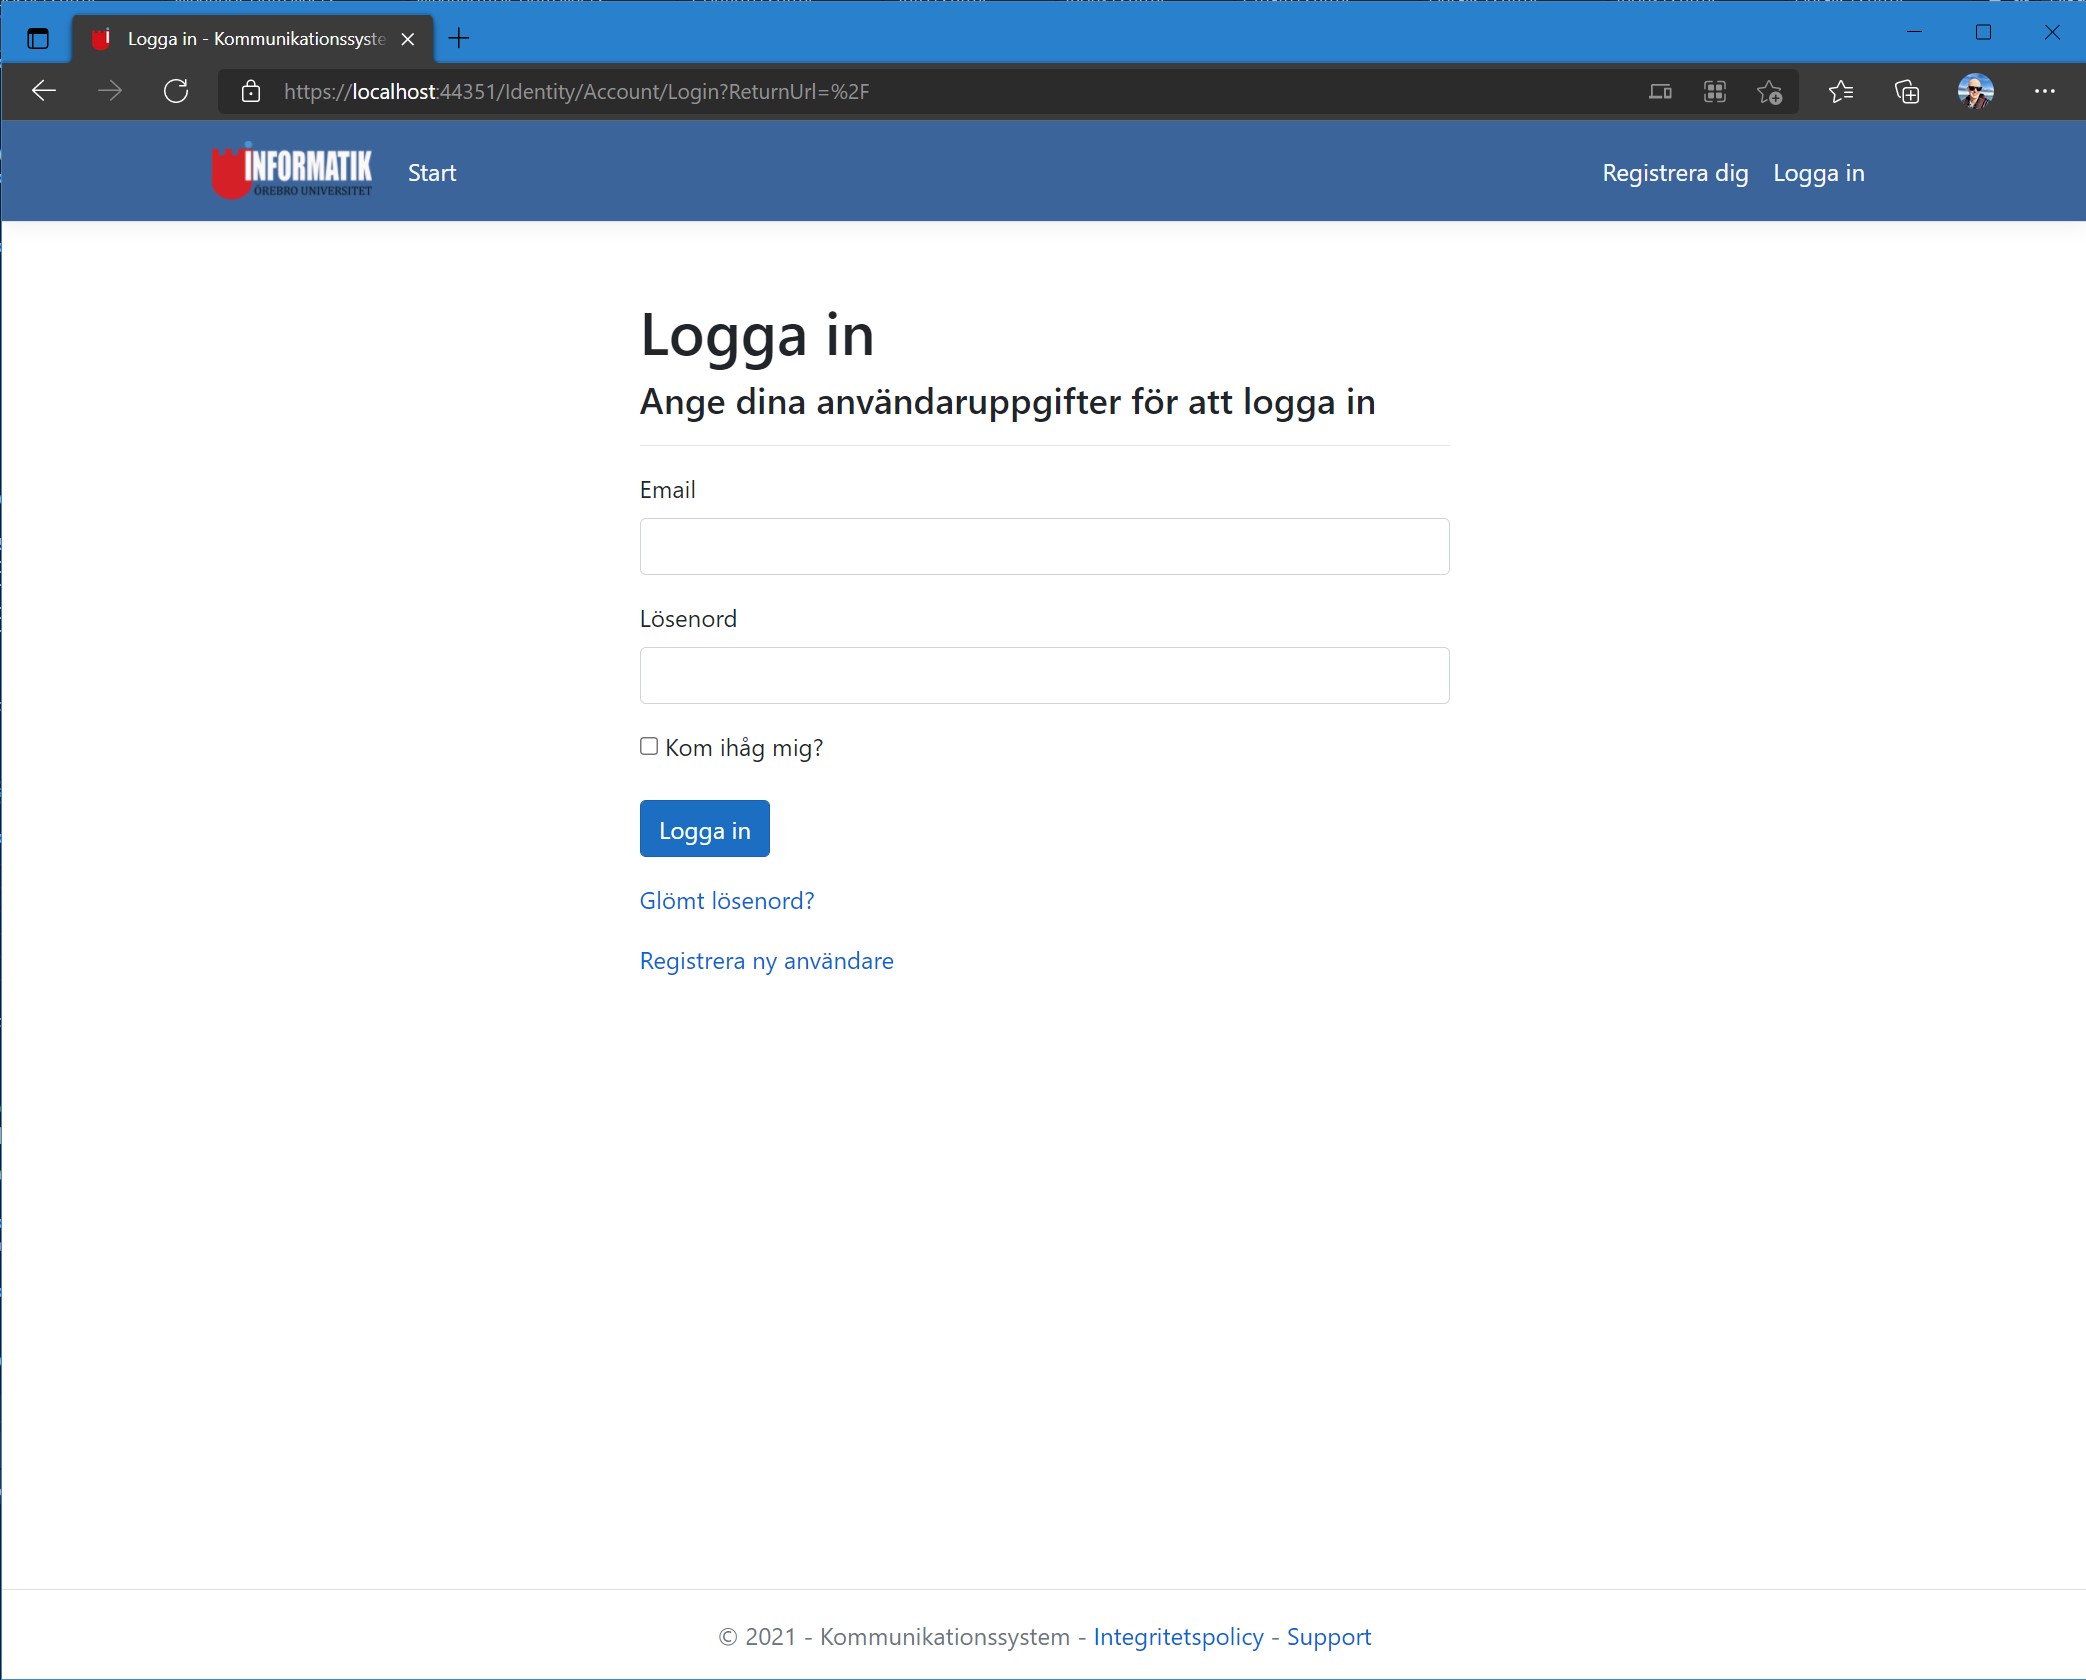 Logga in - Kommunikationssyste
https://localhost:44351/Identity/Account/Login?ReturnUrl=%2F
INFORMATIK
ÖREBRO UNIVERSITET
Start
Registrera dig
Logga in
Logga in
Ange dina användaruppgifter för att logga in
Email
Lösenord
Kom ihåg mig?
Logga in
Glömt lösenord?
Registrera ny användare
© 2021 - Kommunikationssystem - Integritetspolicy - Support